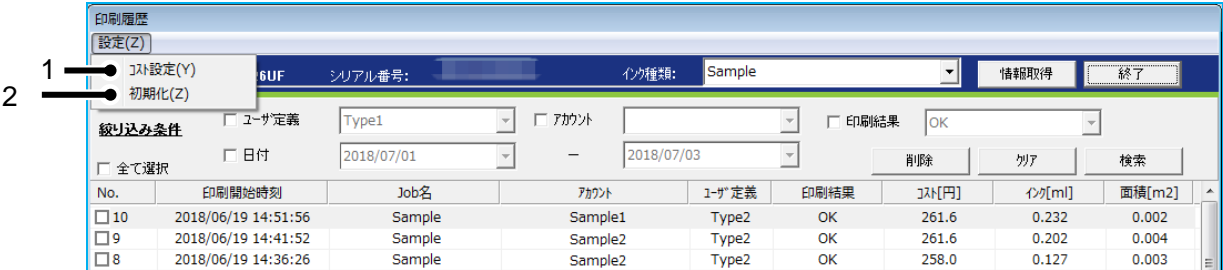 印刷履歴
設定(Z)
1 ｺｽﾄ設定(Y)
2 初期化(Z)
6UF シリアル番号: ｲﾝｸ種類: Sample 情報取得 終了
絞り込み条件 ﾕｰｻﾞ定義 Type1 ｱｶｳﾝﾄ 印刷結果 OK
日付 2018/07/01 － 2018/07/03
全て選択 削除 ｸﾘｱ 検索
No. 印刷開始時刻 Job名 ｱｶｳﾝﾄ ﾕｰｻﾞ定義 印刷結果 ｺｽﾄ[円] ｲﾝｸ[ml] 面積[m2]
10 2018/06/19 14:51:56 Sample Sample1 Type2 OK 261.6 0.232 0.002
9 2018/06/19 14:41:52 Sample Sample2 Type2 OK 261.6 0.202 0.004
8 2018/06/19 14:36:26 Sample Sample2 Type2 OK 258.0 0.127 0.003